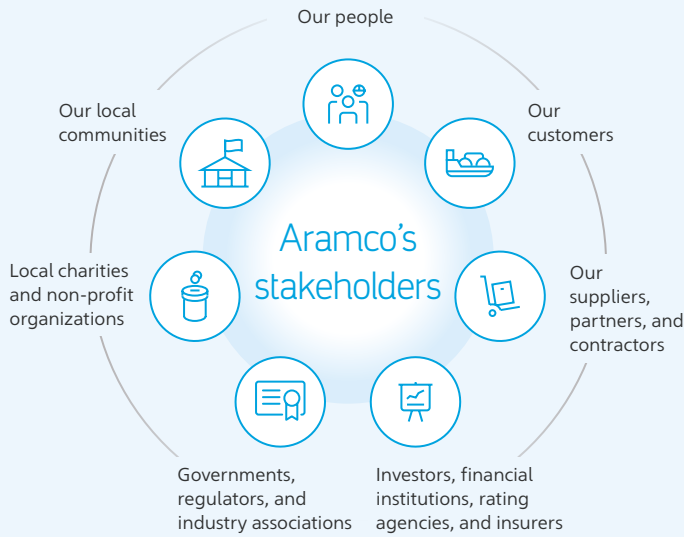 Our people
Our local
communities
Our
customers
Aramco's
stakeholders
Local charities
and non-profit
organizations
Our
suppliers,
partners, and
contractors
Governments,
regulators, and
industry associations
Investors, financial
institutions, rating
agencies, and insurers